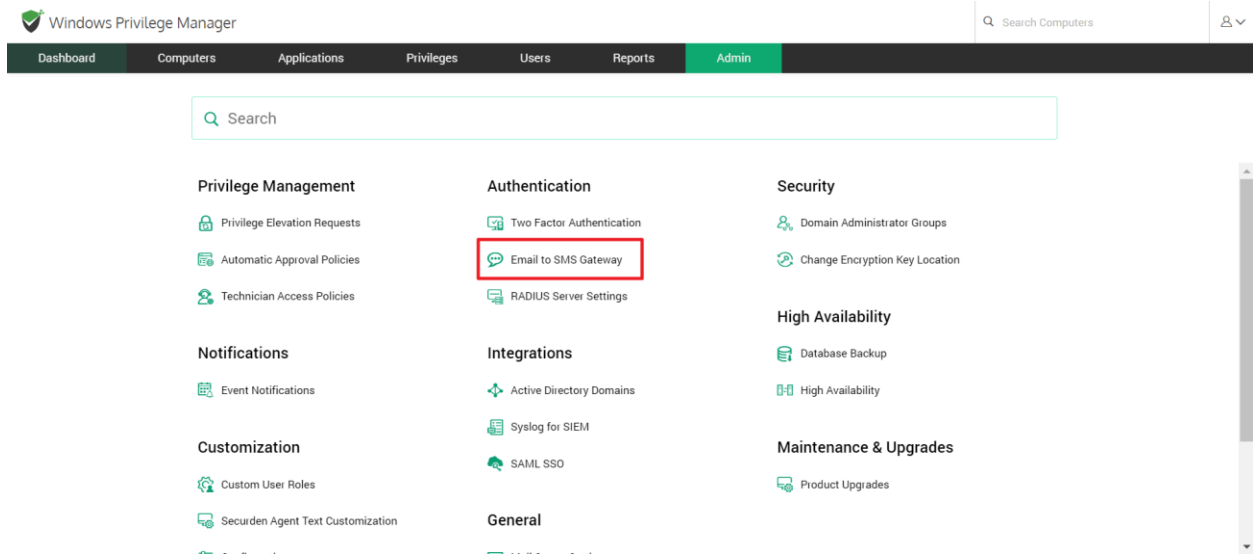 Windows Privilege Manager
Search Computers
Dashboard Computers Applications Privileges Users Reports Admin
Search
Privilege Management
Privilege Elevation Requests
Automatic Approval Policies
Technician Access Policies
Notifications
Event Notifications
Customization
Custom User Roles
Securden Agent Text Customization
Authentication
Two Factor Authentication
Email to SMS Gateway
RADIUS Server Settings
Integrations
Active Directory Domains
Syslog for SIEM
SAML SSO
General
Security
Domain Administrator Groups
Change Encryption Key Location
High Availability
Database Backup
High Availability
Maintenance & Upgrades
Product Upgrades